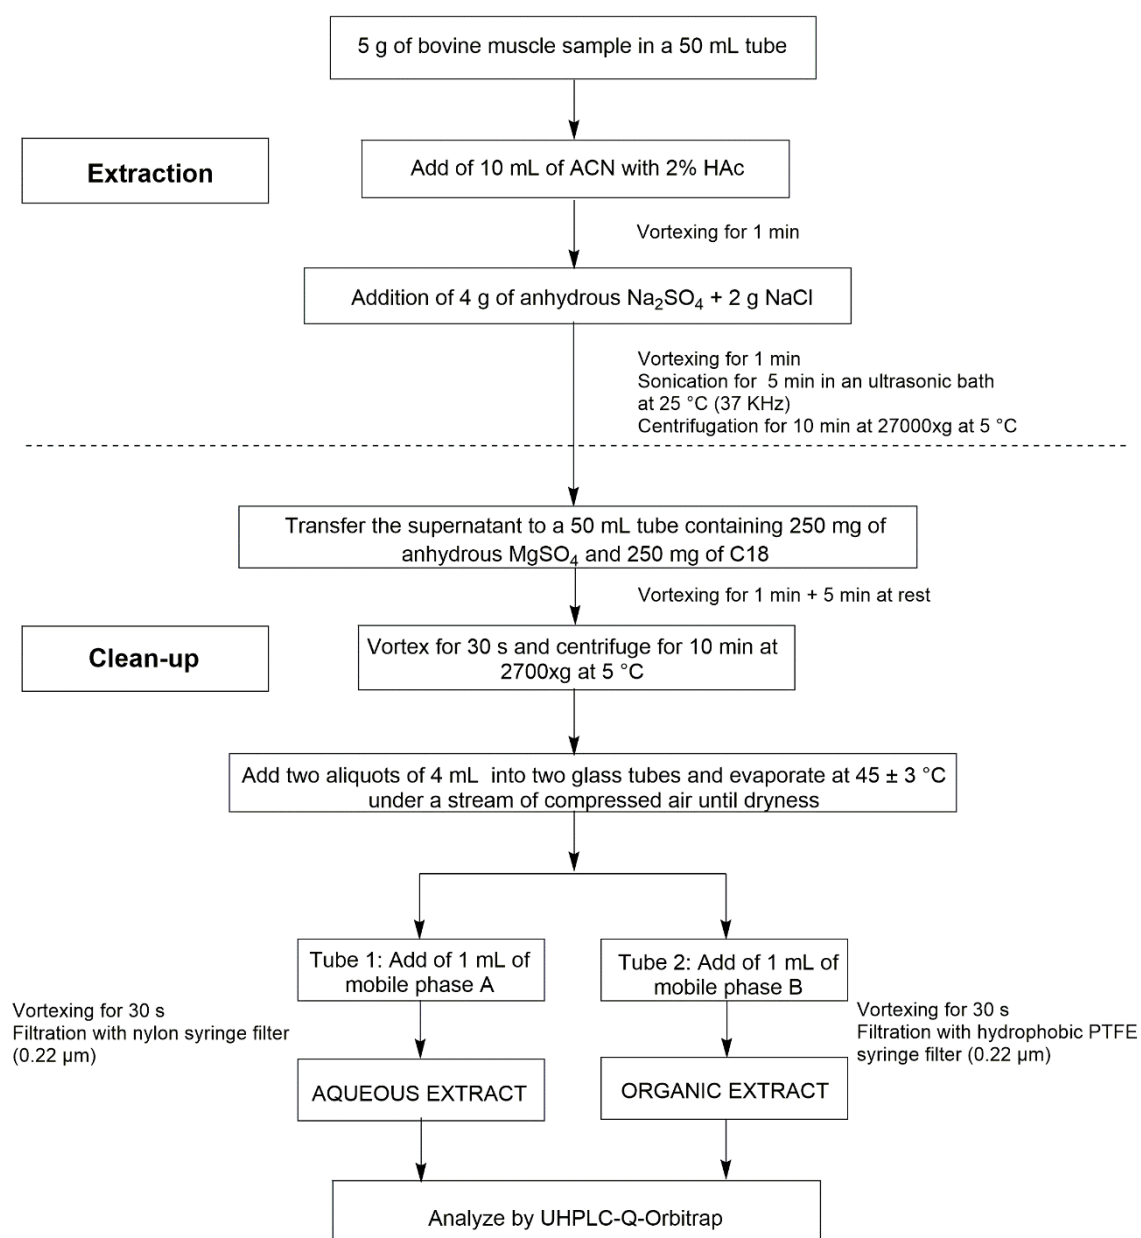 5 g of bovine muscle sample in a 50 mL tube
Extraction
Add of 10 mL of ACN with 2% HAc
Vortexing for 1 min
Addition of 4 g of anhydrous Na₂SO₄ + 2 g NaCl
Vortexing for 1 min
Sonication for 5 min in an ultrasonic bath
at 25 °C (37 KHz)
Centrifugation for 10 min at 27000xg at 5 °C
Transfer the supernatant to a 50 mL tube containing 250 mg of
anhydrous MgSO₄ and 250 mg of C18
Vortexing for 1 min + 5 min at rest
Clean-up
Vortex for 30 s and centrifuge for 10 min at
2700xg at 5 °C
Add two aliquots of 4 mL into two glass tubes and evaporate at 45 ± 3 °C
under a stream of compressed air until dryness
Tube 1: Add of 1 mL of
mobile phase A
Tube 2: Add of 1 mL of
mobile phase B
Vortexing for 30 s
Filtration with nylon syringe filter
(0.22 µm)
Vortexing for 30 s
Filtration with hydrophobic PTFE
syringe filter (0.22 µm)
AQUEOUS EXTRACT
ORGANIC EXTRACT
Analyze by UHPLC-Q-Orbitrap